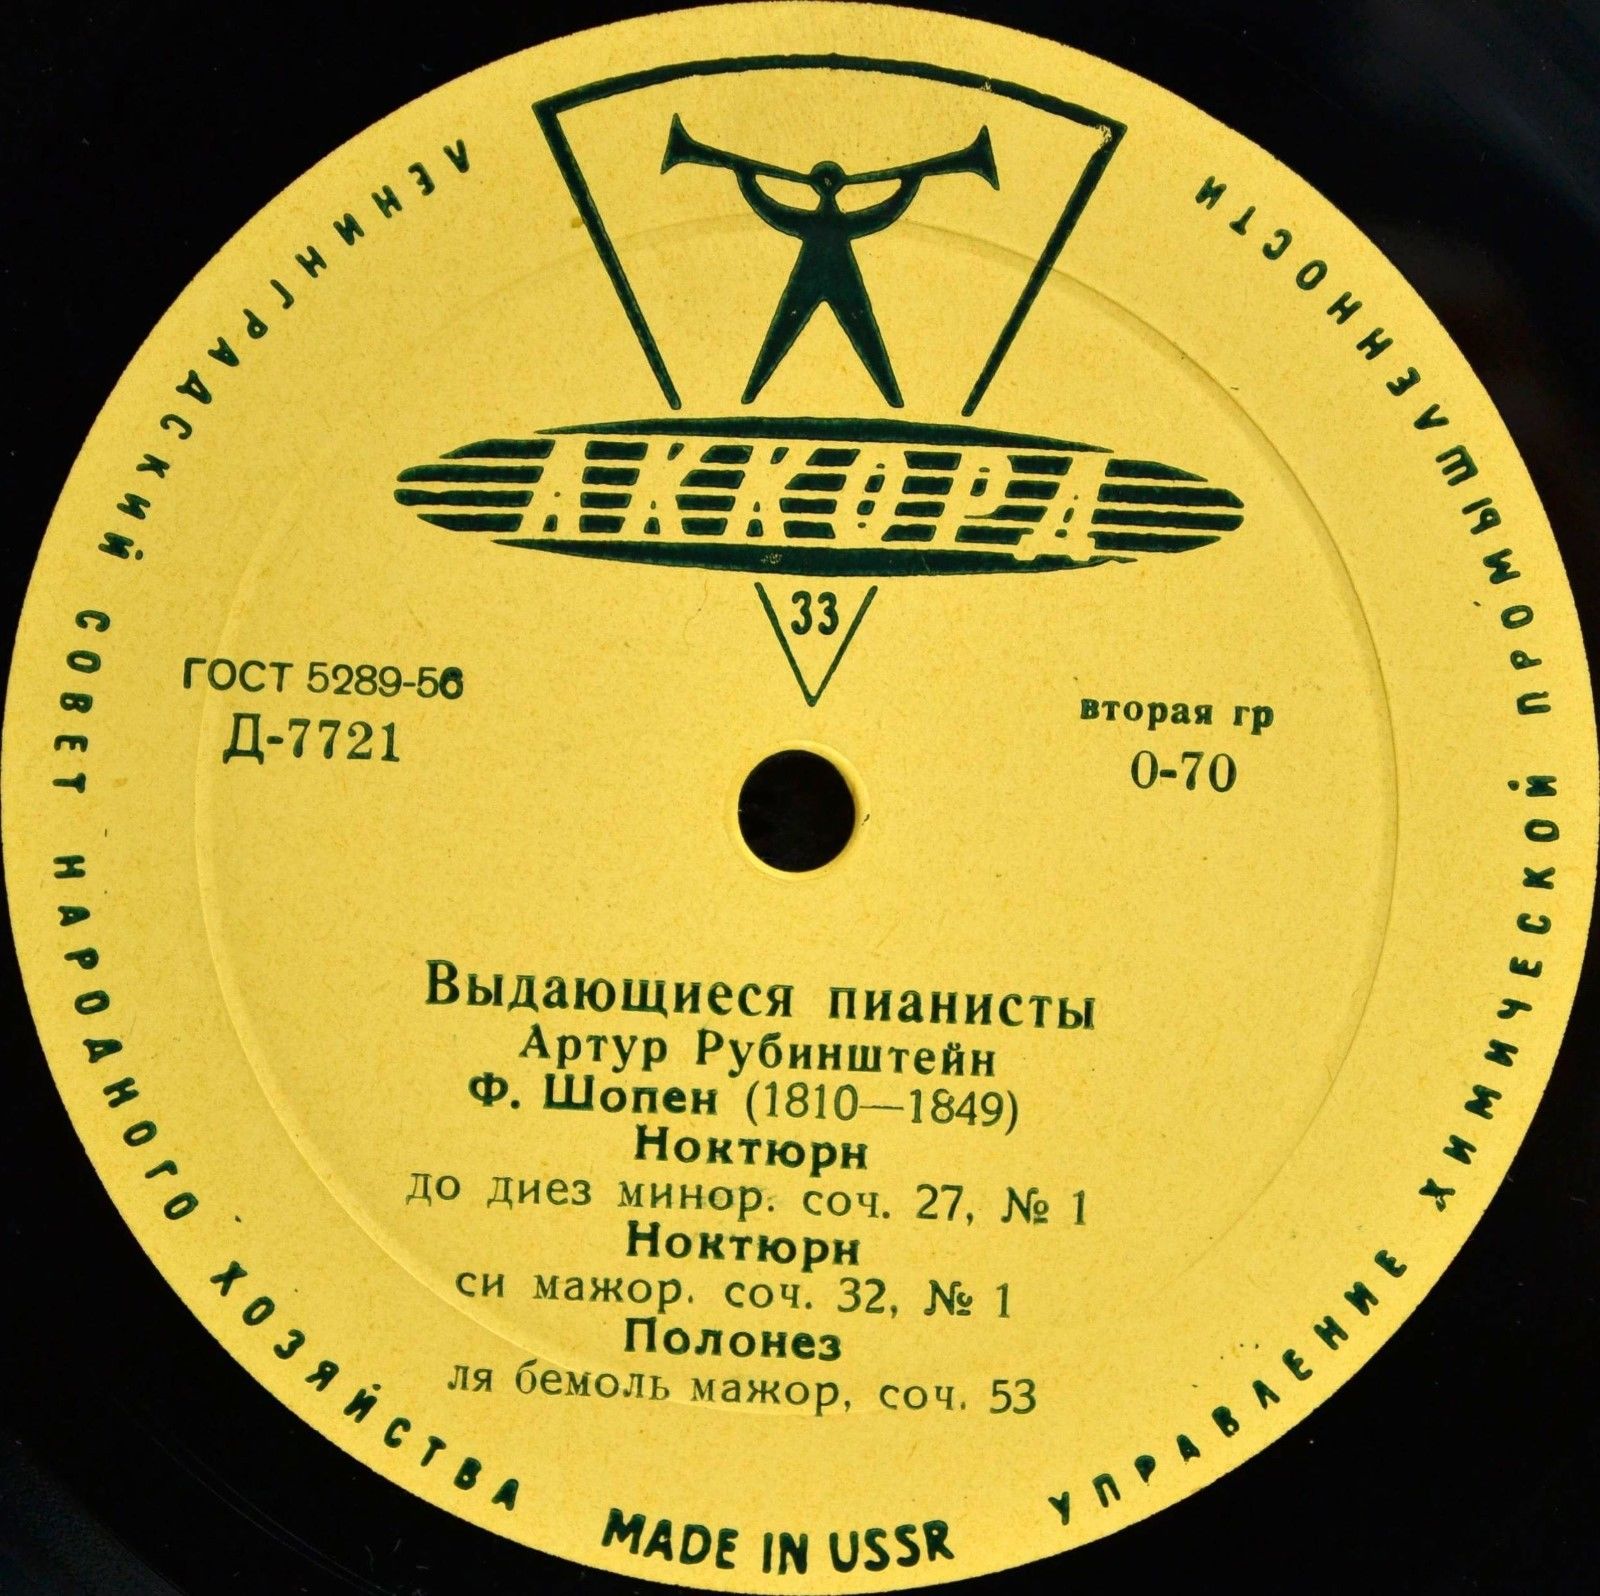 АККОРД
33
ГОСТ 5289-56
Д-7721
вторая гр
0-70
Выдающиеся пианисты
Артур Рубинштейн
Ф. Шопен (1810—1849)
Ноктюрн
до диез минор. соч. 27, № 1
Ноктюрн
си мажор. соч. 32, № 1
Полонез
ля бемоль мажор, соч. 53
ЛЕНИНГРАДСКИЙ СОВЕТ НАРОДНОГО ХОЗЯЙСТВА
MADE IN USSR
УПРАВЛЕНИЕ ХИМИЧЕСКОЙ ПРОМЫШЛЕННОСТИ